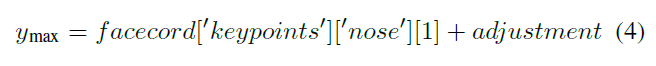 y_max = facecord['keypoints']['nose'][1] + adjustment (4)